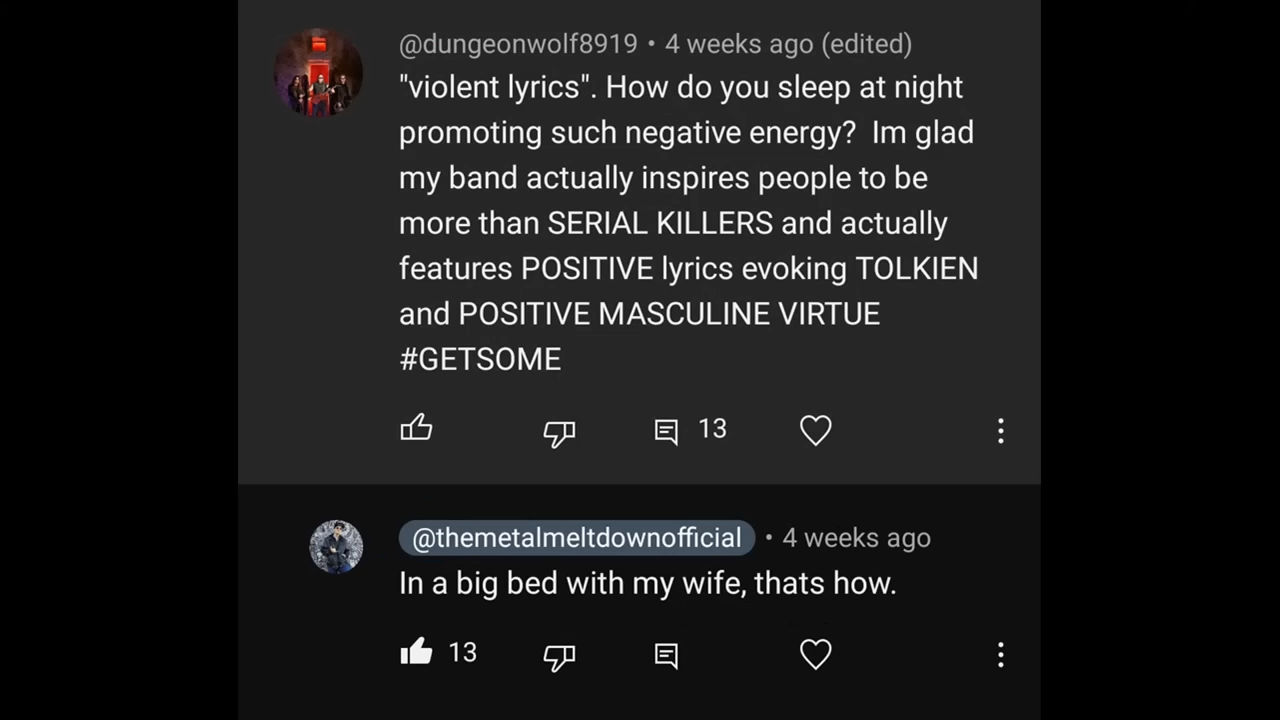 @dungeonwolf8919 • 4 weeks ago (edited)
"violent lyrics". How do you sleep at night
promoting such negative energy?  Im glad
my band actually inspires people to be
more than SERIAL KILLERS and actually
features POSITIVE lyrics evoking TOLKIEN
and POSITIVE MASCULINE VIRTUE
#GETSOME
13
@themetalmeltdownofficial • 4 weeks ago
In a big bed with my wife, thats how.
13